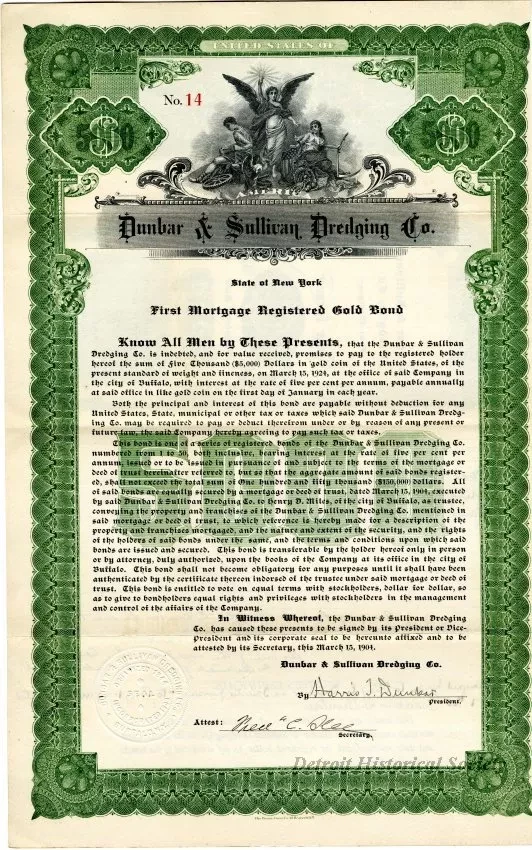 UNITED STATES OF
No. 14
5000
5000
AMERICA
Dunbar & Sullivan Dredging Co.
State of New York
First Mortgage Registered Gold Bond
Know All Men by These Presents, that the Dunbar & Sullivan
Dredging Co. is indebted, and for value received, promises to pay to the registered holder
hereof the sum of Five Thousand ($5,000) Dollars in gold coin of the United States, of the
present standard of weight and fineness, on March 15, 1924, at the office of said Company in
the city of Buffalo, with interest at the rate of five per cent per annum, payable annually
at said office in like gold coin on the first day of January in each year.
Both the principal and interest of this bond are payable without deduction for any
United States, State, municipal or other tax or taxes which said Dunbar & Sullivan Dredg-
ing Co. may be required to pay or deduct therefrom under or by reason of any present or
future law, the said Company hereby agreeing to pay such tax or taxes.
This bond is one of a series of registered bonds of the Dunbar & Sullivan Dredging Co.
numbered from 1 to 50, both inclusive, bearing interest at the rate of five per cent per
annum, issued or to be issued in pursuance of and subject to the terms of the mortgage or
deed of trust hereinafter referred to, but so that the aggregate amount of said bonds register-
ed, shall not exceed the total sum of One hundred and fifty thousand ($150,000) dollars. All
of said bonds are equally secured by a mortgage or deed of trust, dated March 15, 1904, executed
by said Dunbar & Sullivan Dredging Co. to Henry D. Miles, of the city of Buffalo, as trustee,
conveying the property and franchises of the Dunbar & Sullivan Dredging Co. mentioned in
said mortgage or deed of trust, to which reference is hereby made for a description of the
property and franchises mortgaged, and the nature and extent of the security, and the rights
of the holders of said bonds under the same, and the terms and conditions upon which said
bonds are issued and secured. This bond is transferable by the holder hereof only in person
or by attorney, duly authorized, upon the books of the Company at its office in the city of
Buffalo. This bond shall not become obligatory for any purposes until it shall have been
authenticated by the certificate thereon indorsed of the trustee under said mortgage or deed of
trust. This bond is entitled to vote on equal terms with stockholders, dollar for dollar, so
as to give to bondholders equal rights and privileges with stockholders in the management
and control of the affairs of the Company.
In Witness Whereof, the Dunbar & Sullivan Dredging
Co. has caused these presents to be signed by its President or Vice-
President and its corporate seal to be hereunto affixed and to be
attested by its Secretary, this March 15, 1904.
Dunbar & Sullivan Dredging Co.
By Harris T. Dunbar
President.
Attest:
Secretary.
Detroit Historical Society